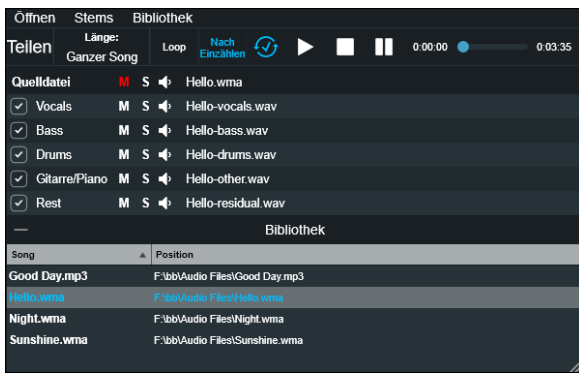 Öffnen Stems Bibliothek
Teilen Länge: Ganzer Song Loop Nach Einzählen 0:00:00 0:03:35
Quelldatei M S Hello.wma
Vocals M S Hello-vocals.wav
Bass M S Hello-bass.wav
Drums M S Hello-drums.wav
Gitarre/Piano M S Hello-other.wav
Rest M S Hello-residual.wav
Bibliothek
Song Position
Good Day.mp3 F:\bb\Audio Files\Good Day.mp3
Hello.wma F:\bb\Audio Files\Hello.wma
Night.wma F:\bb\Audio Files\Night.wma
Sunshine.wma F:\bb\Audio Files\Sunshine.wma